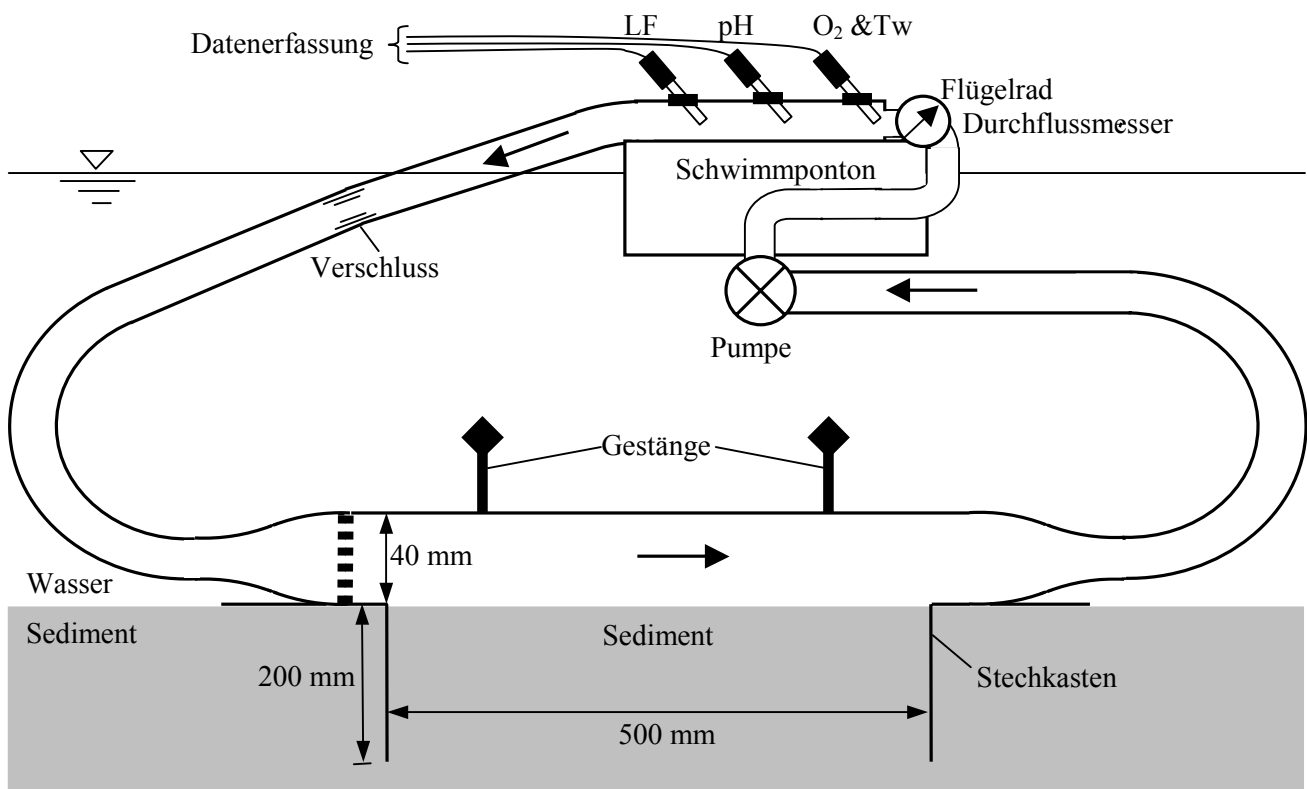 LF
pH
O₂ &Tw
Datenerfassung
Flügelrad
Durchflussmesser
Schwimmponton
Verschluss
Pumpe
Gestänge
40 mm
Wasser
Sediment
Sediment
200 mm
Stechkasten
500 mm